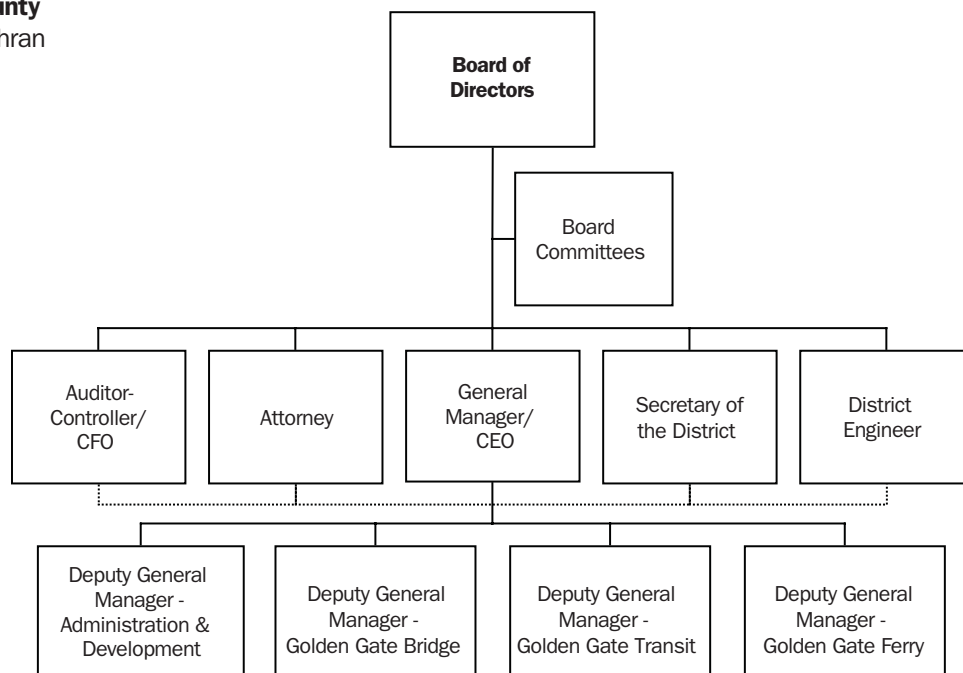 Board of
Directors
Board
Committees
Auditor-
Controller/
CFO
Attorney
General
Manager/
CEO
Secretary of
the District
District
Engineer
Deputy General
Manager -
Administration &
Development
Deputy General
Manager -
Golden Gate Bridge
Deputy General
Manager -
Golden Gate Transit
Deputy General
Manager -
Golden Gate Ferry